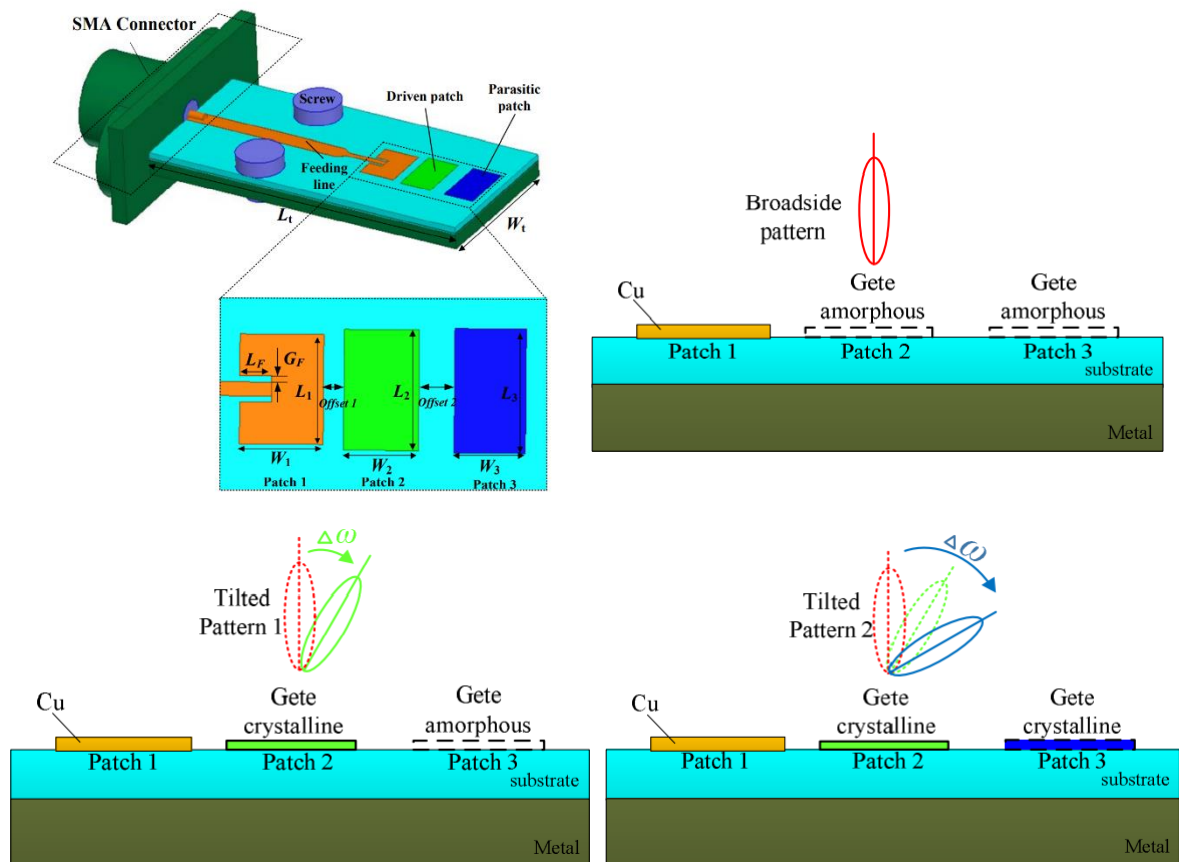 SMA Connector
Screw
Driven patch
Parasitic
patch
Feeding
line
Lt
Wt
LF
GF
L1
Offset 1
L2
Offset 2
L3
W1
W2
W3
Patch 1
Patch 2
Patch 3
Broadside
pattern
Cu
Gete
amorphous
Gete
amorphous
Patch 1
Patch 2
Patch 3
substrate
Metal
Δω
Tilted
Pattern 1
Cu
Gete
crystalline
Gete
amorphous
Patch 1
Patch 2
Patch 3
substrate
Metal
Δω
Tilted
Pattern 2
Cu
Gete
crystalline
Gete
crystalline
Patch 1
Patch 2
Patch 3
substrate
Metal